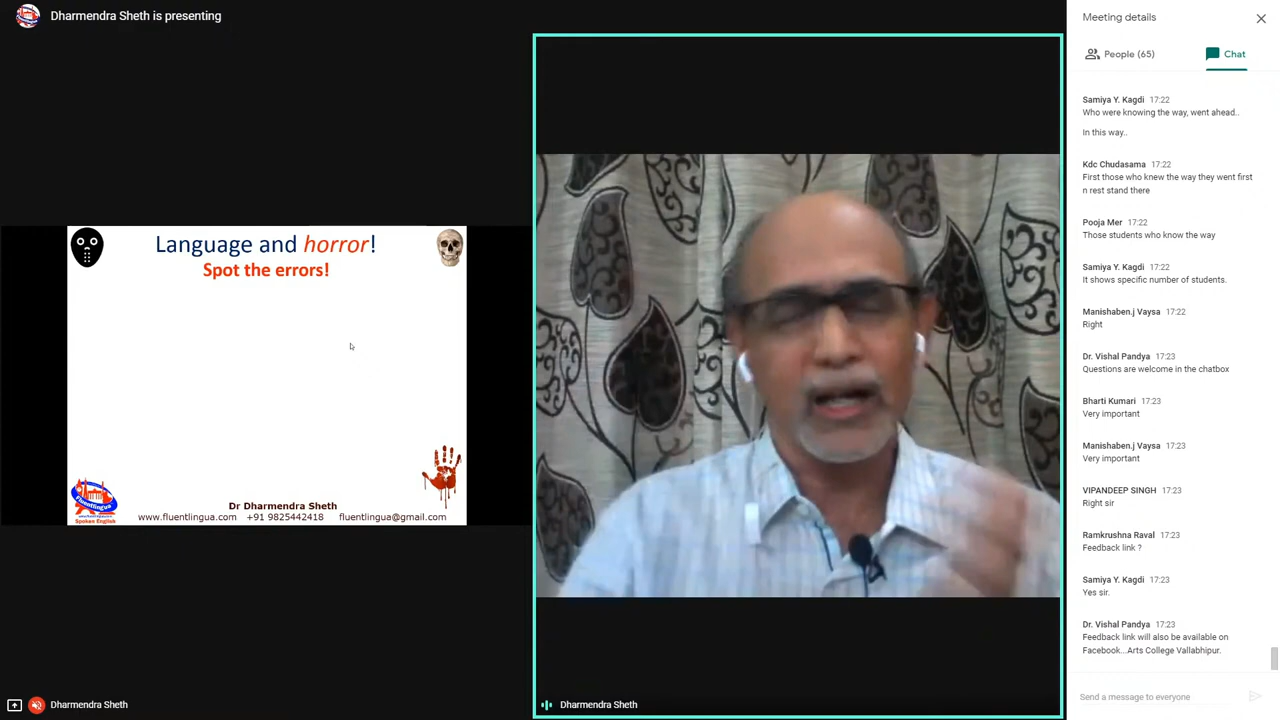 Dharmendra Sheth is presenting
Language and horror!
Spot the errors!
Fluentlingua
Spoken English
Dr Dharmendra Sheth
www.fluentlingua.com +91 9825442418 fluentlingua@gmail.com
Dharmendra Sheth
Dharmendra Sheth
Meeting details
People (65)
Chat
Samiya Y. Kagdi 17:22
Who were knowing the way, went ahead..
In this way..
Kdc Chudasama 17:22
First those who knew the way they went first
n rest stand there
Pooja Mer 17:22
Those students who know the way
Samiya Y. Kagdi 17:22
It shows specific number of students.
Manishaben.j Vaysa 17:22
Right
Dr. Vishal Pandya 17:23
Questions are welcome in the chatbox
Bharti Kumari 17:23
Very important
Manishaben.j Vaysa 17:23
Very important
VIPANDEEP SINGH 17:23
Right sir
Ramkrushna Raval 17:23
Feedback link ?
Samiya Y. Kagdi 17:23
Yes sir.
Dr. Vishal Pandya 17:23
Feedback link will also be available on
Facebook...Arts College Vallabhipur.
Send a message to everyone